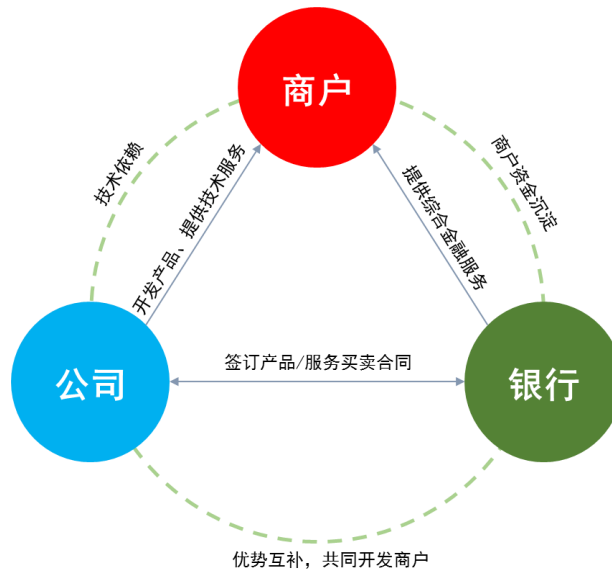 商户
技术依赖
商户资金沉淀
开发产品、提供技术服务
提供综合金融服务
公司
签订产品/服务买卖合同
银行
优势互补，共同开发商户